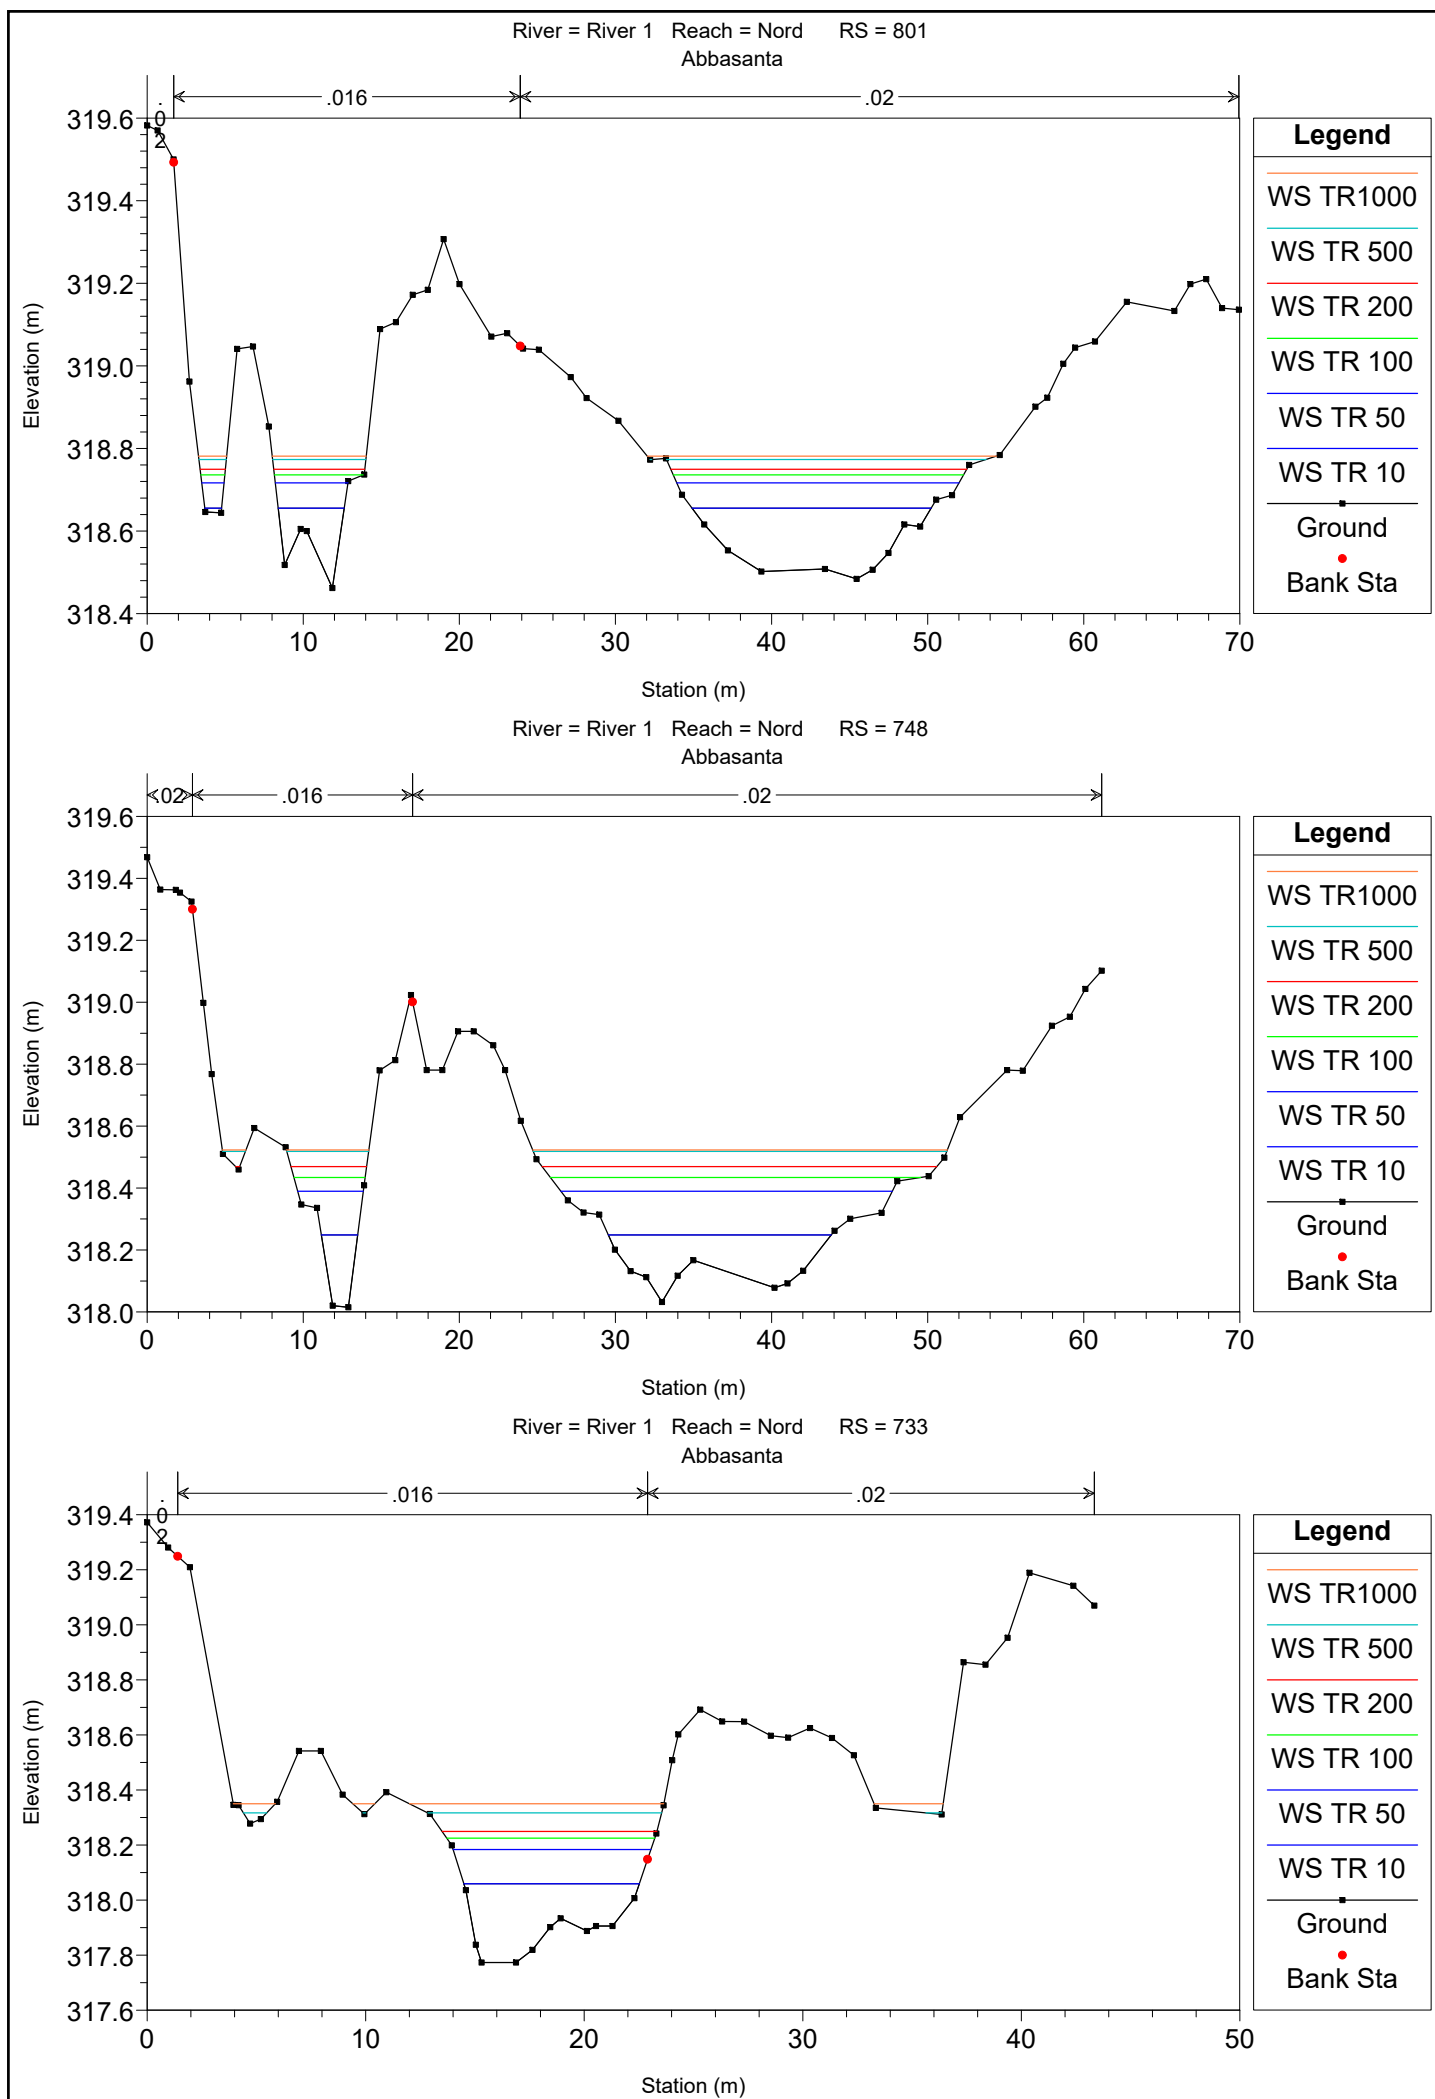 River = River 1 Reach = Nord RS = 801
Abbasanta
.02
.016
.02
319.6
319.4
319.2
319.0
318.8
318.6
318.4
Elevation (m)
0 10 20 30 40 50 60 70
Station (m)
Legend
WS TR1000
WS TR 500
WS TR 200
WS TR 100
WS TR 50
WS TR 10
Ground
Bank Sta
River = River 1 Reach = Nord RS = 748
Abbasanta
.02
.016
.02
319.6
319.4
319.2
319.0
318.8
318.6
318.4
318.2
318.0
Elevation (m)
0 10 20 30 40 50 60 70
Station (m)
Legend
WS TR1000
WS TR 500
WS TR 200
WS TR 100
WS TR 50
WS TR 10
Ground
Bank Sta
River = River 1 Reach = Nord RS = 733
Abbasanta
.02
.016
.02
319.4
319.2
319.0
318.8
318.6
318.4
318.2
318.0
317.8
317.6
Elevation (m)
0 10 20 30 40 50
Station (m)
Legend
WS TR1000
WS TR 500
WS TR 200
WS TR 100
WS TR 50
WS TR 10
Ground
Bank Sta